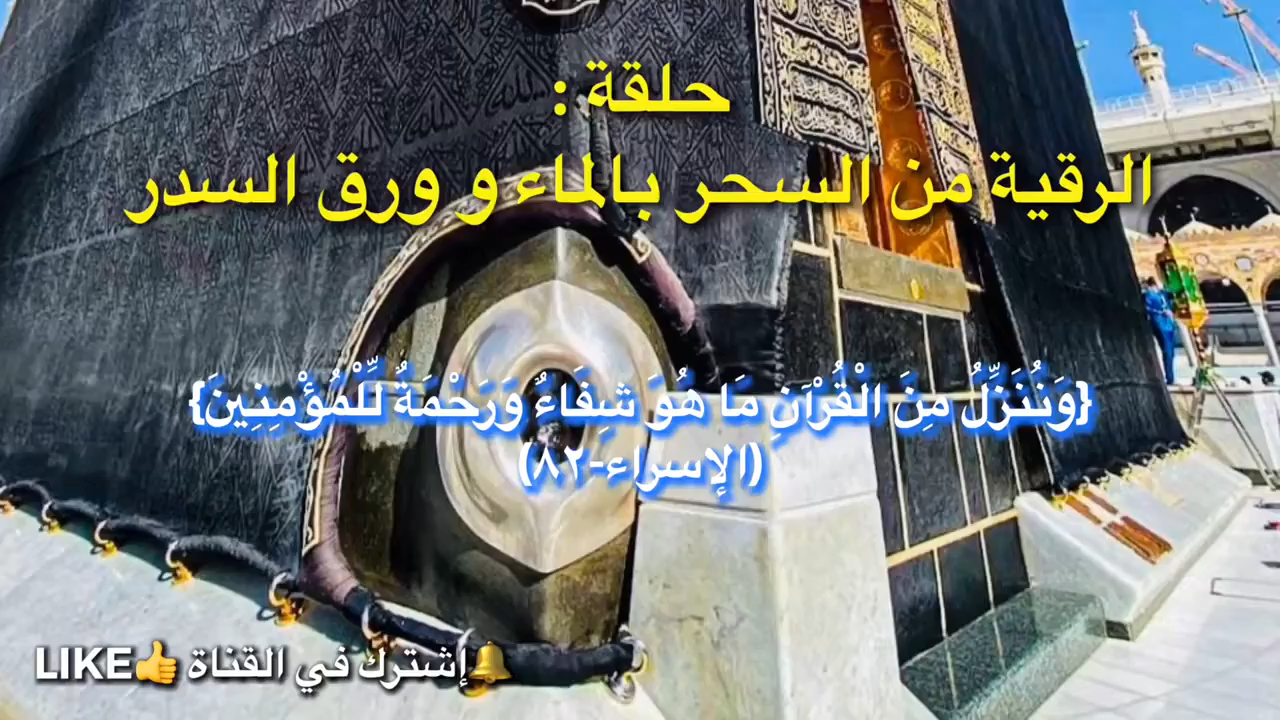 حلقة :
الرقية من السحر بالماء و ورق السدر
{وَنُنَزِّلُ مِنَ الْقُرْآنِ مَا هُوَ شِفَاءٌ وَرَحْمَةٌ لِّلْمُؤْمِنِينَ}
(الإسراء-٨٢)
LIKE👍 إشترك في القناة🔔